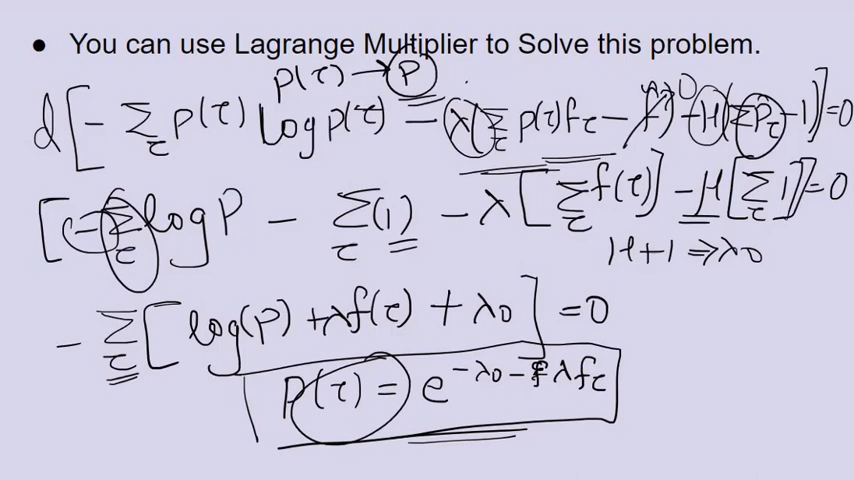 ● You can use Lagrange Multiplier to Solve this problem.
P(τ) → P
d[- Σ_τ P(τ) log P(τ) - λ(Σ_τ P(τ) f_τ - f) - μ(Σ P_τ - 1)] = 0
[(- Σ_τ log P - Σ_τ (1) - λ[Σ_τ f(τ)] - μ[Σ_τ 1] = 0
μ + 1 ⇒ λ0
- Σ_τ [log(P) + λf(τ) + λ0] = 0
P(τ) = e^{-λ0 - λf_τ}